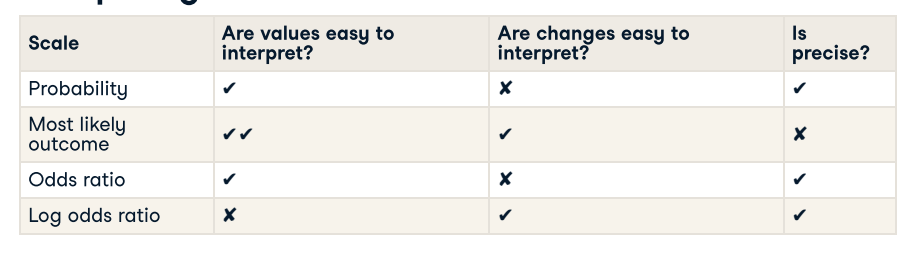 Scale Are values easy to interpret? Are changes easy to interpret? Is precise?
Probability ✔ ✘ ✔
Most likely outcome ✔✔ ✔ ✘
Odds ratio ✔ ✘ ✔
Log odds ratio ✘ ✔ ✔